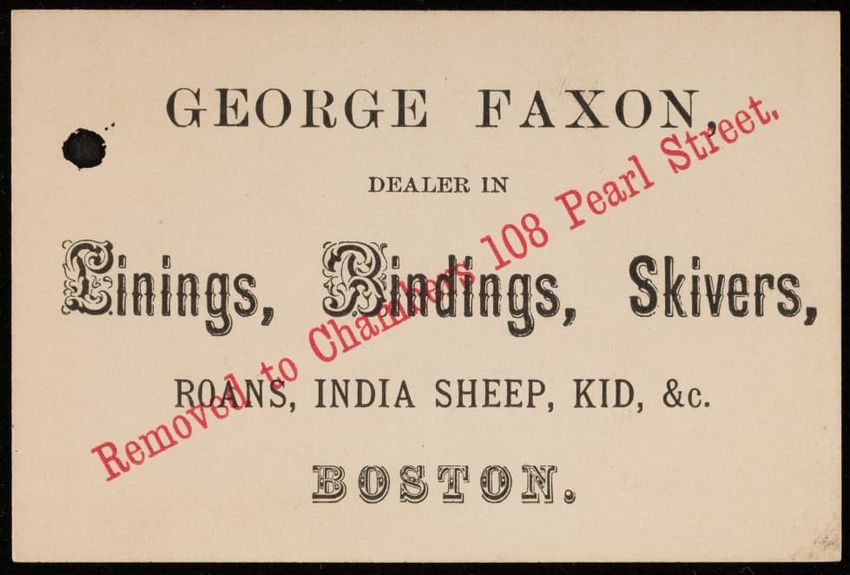 GEORGE FAXON,
DEALER IN
Linings, Bindings, Skivers,
ROANS, INDIA SHEEP, KID, &c.
BOSTON.
Removed to Chambers 108 Pearl Street.